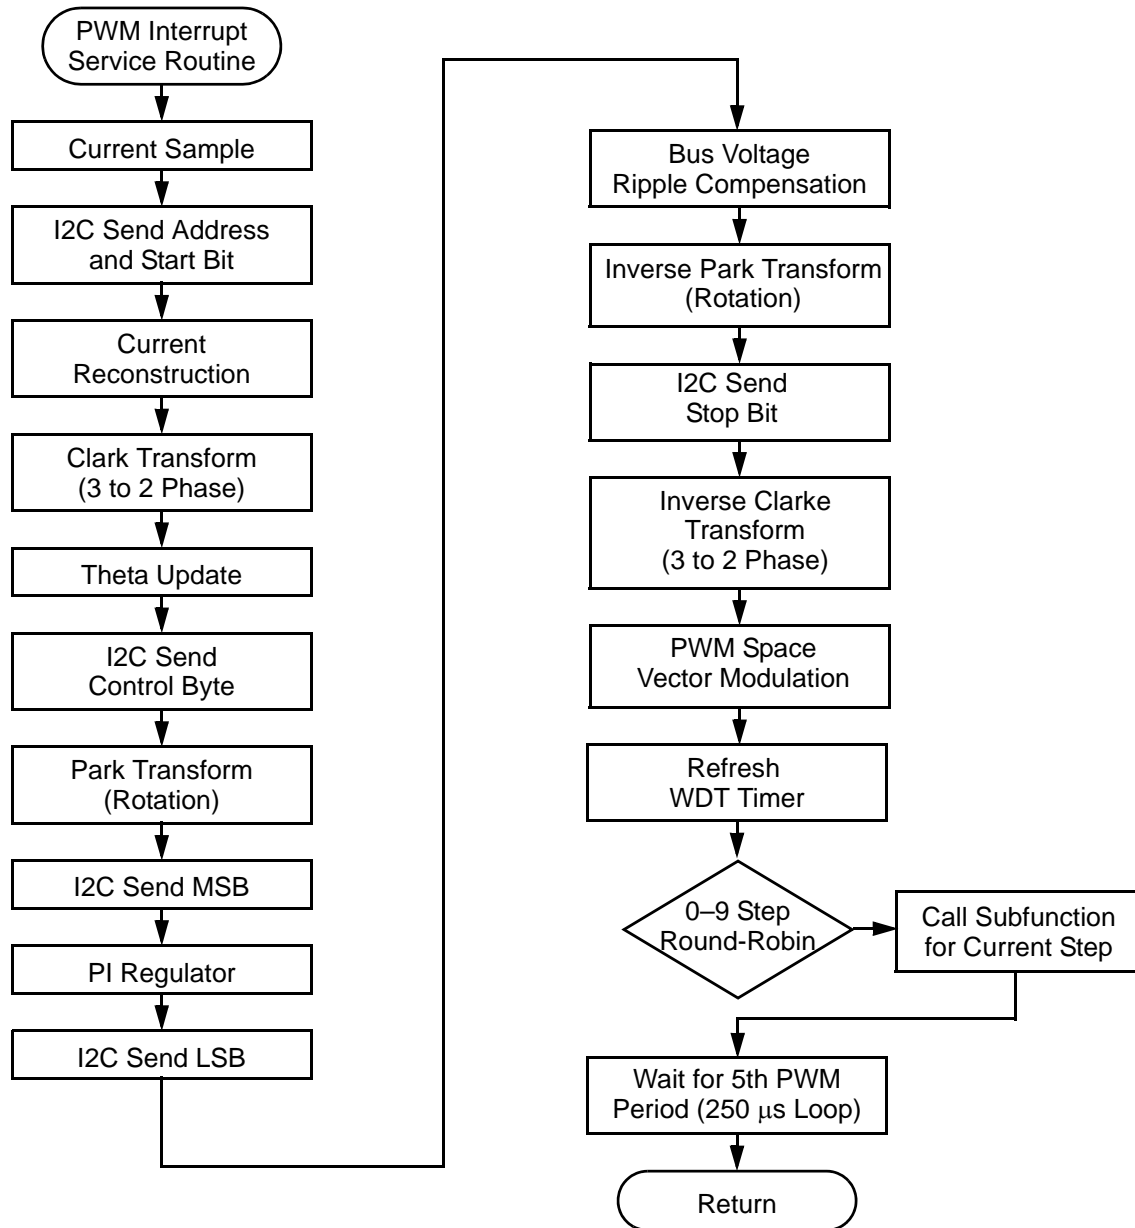 PWM Interrupt
Service Routine
Current Sample
I2C Send Address
and Start Bit
Current
Reconstruction
Clark Transform
(3 to 2 Phase)
Theta Update
I2C Send
Control Byte
Park Transform
(Rotation)
I2C Send MSB
PI Regulator
I2C Send LSB
Bus Voltage
Ripple Compensation
Inverse Park Transform
(Rotation)
I2C Send
Stop Bit
Inverse Clarke
Transform
(3 to 2 Phase)
PWM Space
Vector Modulation
Refresh
WDT Timer
0–9 Step
Round-Robin
Call Subfunction
for Current Step
Wait for 5th PWM
Period (250 μs Loop)
Return